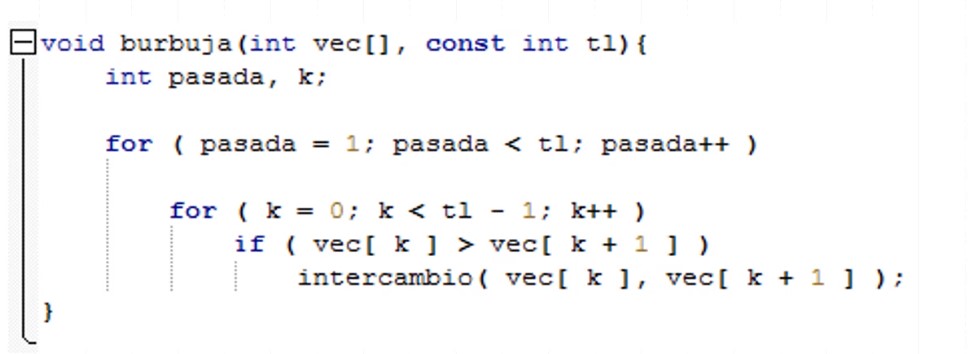 void burbuja(int vec[], const int tl){
int pasada, k;
for ( pasada = 1; pasada < tl; pasada++ )
for ( k = 0; k < tl - 1; k++ )
if ( vec[ k ] > vec[ k + 1 ] )
intercambio( vec[ k ], vec[ k + 1 ] );
}